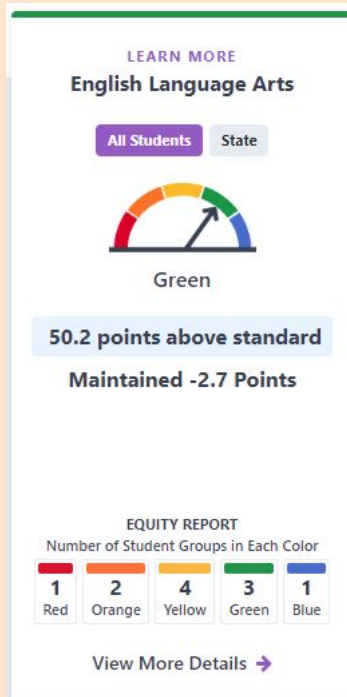 LEARN MORE
English Language Arts
All Students State
Green
50.2 points above standard
Maintained -2.7 Points
EQUITY REPORT
Number of Student Groups in Each Color
1 2 4 3 1
Red Orange Yellow Green Blue
View More Details